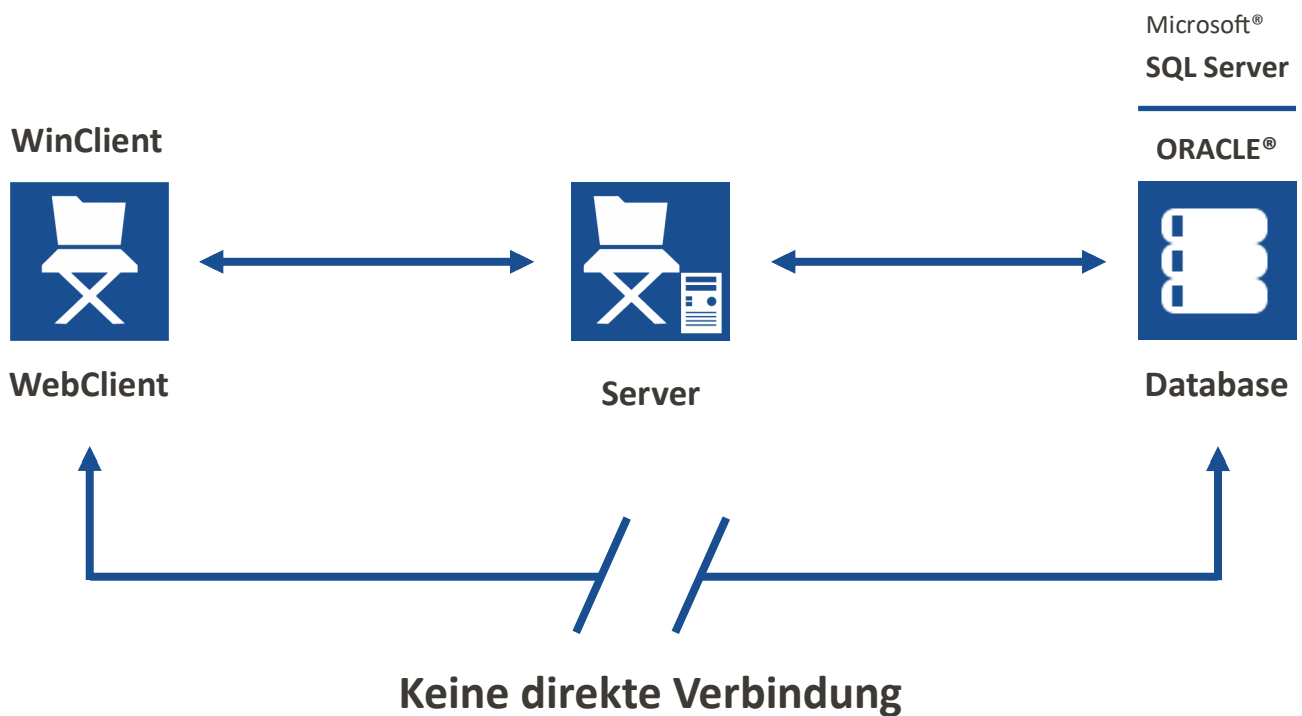 Microsoft®
SQL Server
WinClient
ORACLE®
WebClient
Server
Database
Keine direkte Verbindung